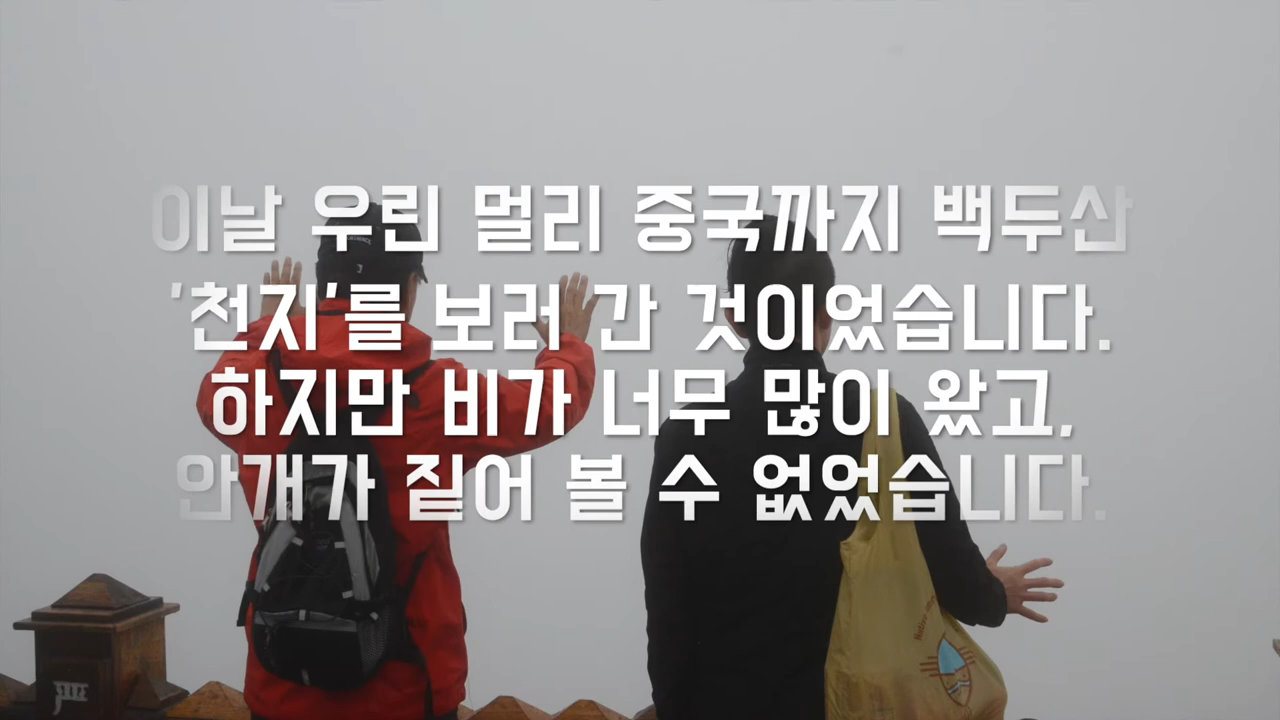 이날 우린 멀리 중국까지 백두산
'천지'를 보러 간 것이었습니다.
하지만 비가 너무 많이 왔고,
안개가 짙어 볼 수 없었습니다.